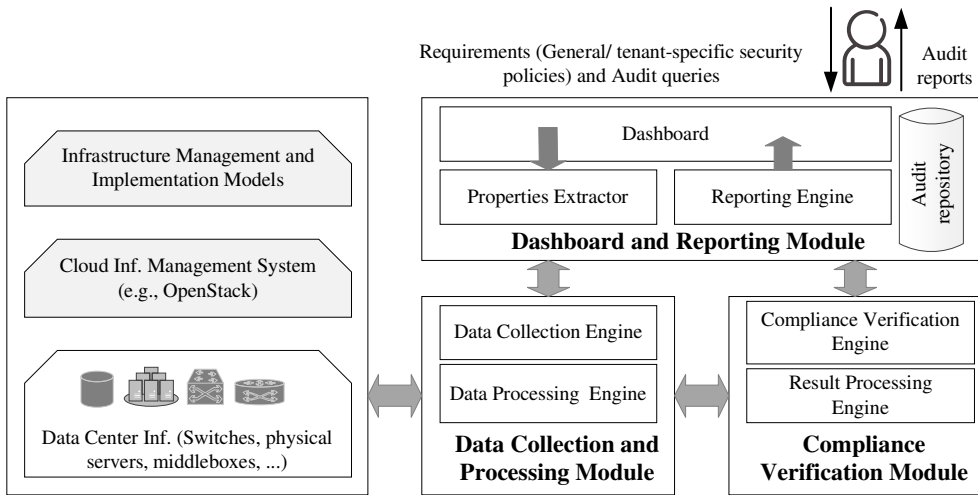 Requirements (General/ tenant-specific security
policies) and Audit queries
Audit
reports
Infrastructure Management and
Implementation Models
Cloud Inf. Management System
(e.g., OpenStack)
Data Center Inf. (Switches, physical
servers, middleboxes, ...)
Dashboard
Properties Extractor
Reporting Engine
Audit
repository
Dashboard and Reporting Module
Data Collection Engine
Data Processing Engine
Data Collection and
Processing Module
Compliance Verification
Engine
Result Processing
Engine
Compliance
Verification Module